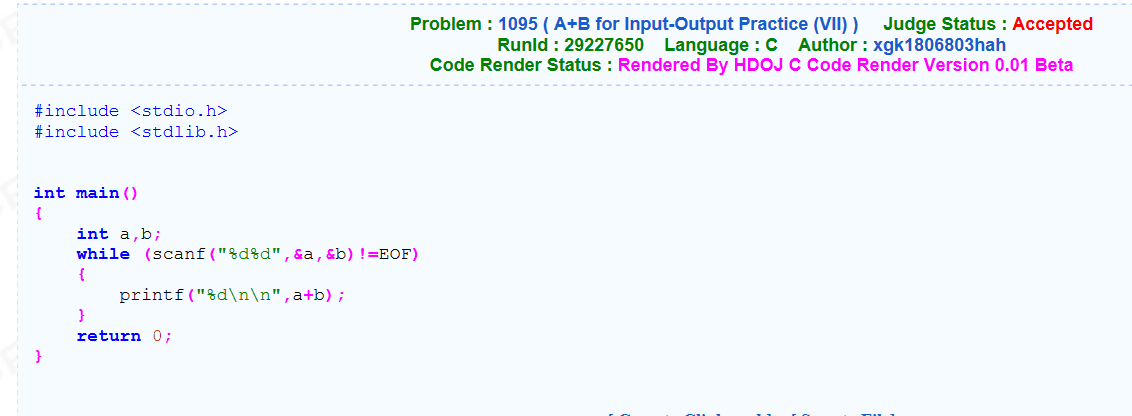 Problem : 1095 ( A+B for Input-Output Practice (VII) )     Judge Status : Accepted
RunId : 29227650    Language : C    Author : xgk1806803hah
Code Render Status : Rendered By HDOJ C Code Render Version 0.01 Beta
#include <stdio.h>
#include <stdlib.h>
int main()
{
    int a,b;
    while (scanf("%d%d",&a,&b)!=EOF)
    {
        printf("%d\n\n",a+b);
    }
    return 0;
}